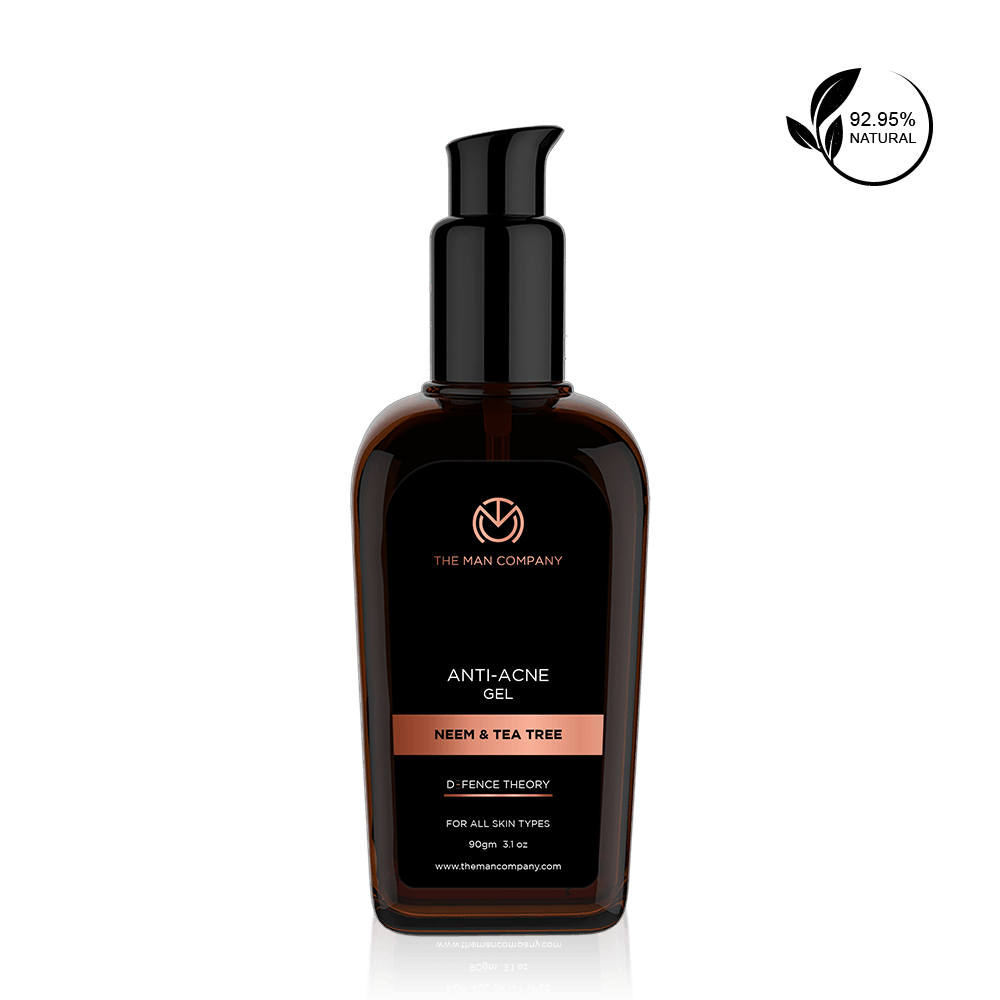 92.95%
NATURAL
THE MAN COMPANY
ANTI-ACNE
GEL
NEEM & TEA TREE
DEFENCE THEORY
FOR ALL SKIN TYPES
90gm 3.1 oz
www.themancompany.com